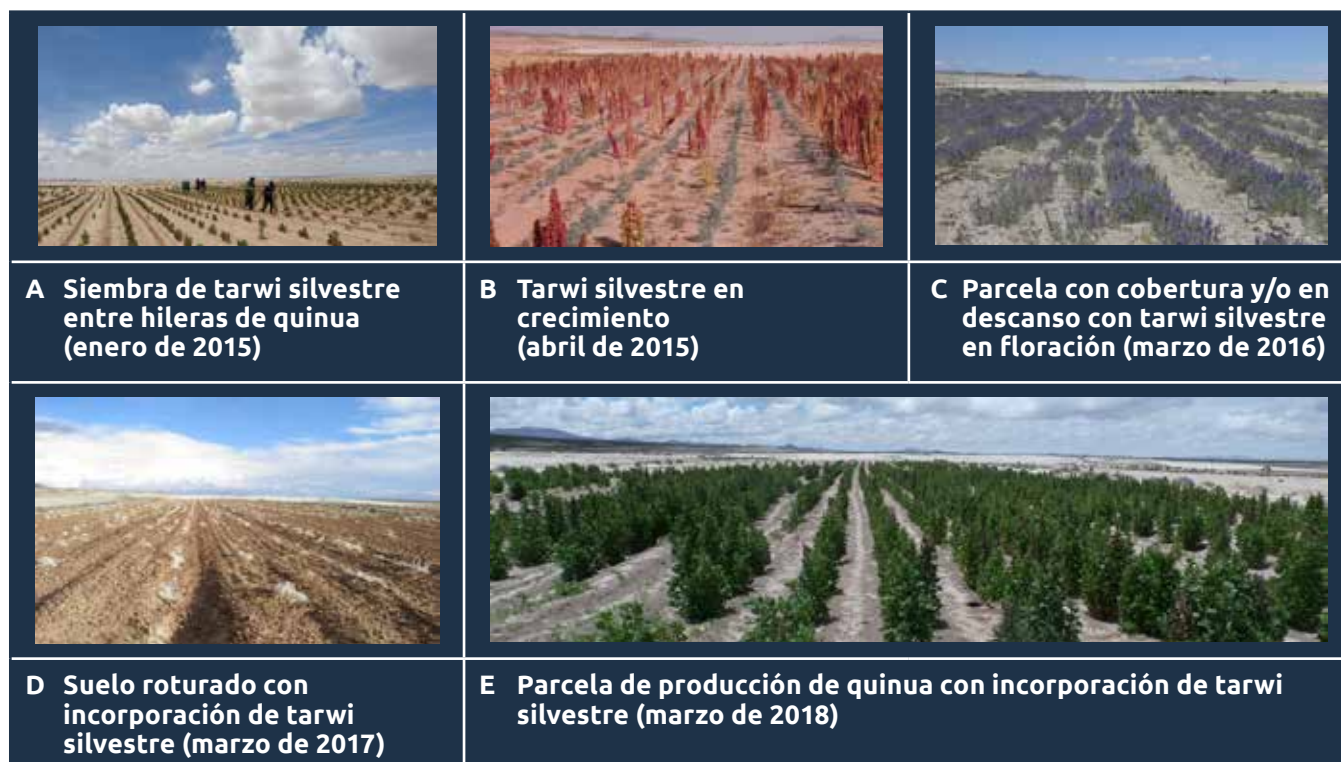 A Siembra de tarwi silvestre
entre hileras de quinua
(enero de 2015)
B Tarwi silvestre en
crecimiento
(abril de 2015)
C Parcela con cobertura y/o en
descanso con tarwi silvestre
en floración (marzo de 2016)
D Suelo roturado con
incorporación de tarwi
silvestre (marzo de 2017)
E Parcela de producción de quinua con incorporación de tarwi
silvestre (marzo de 2018)